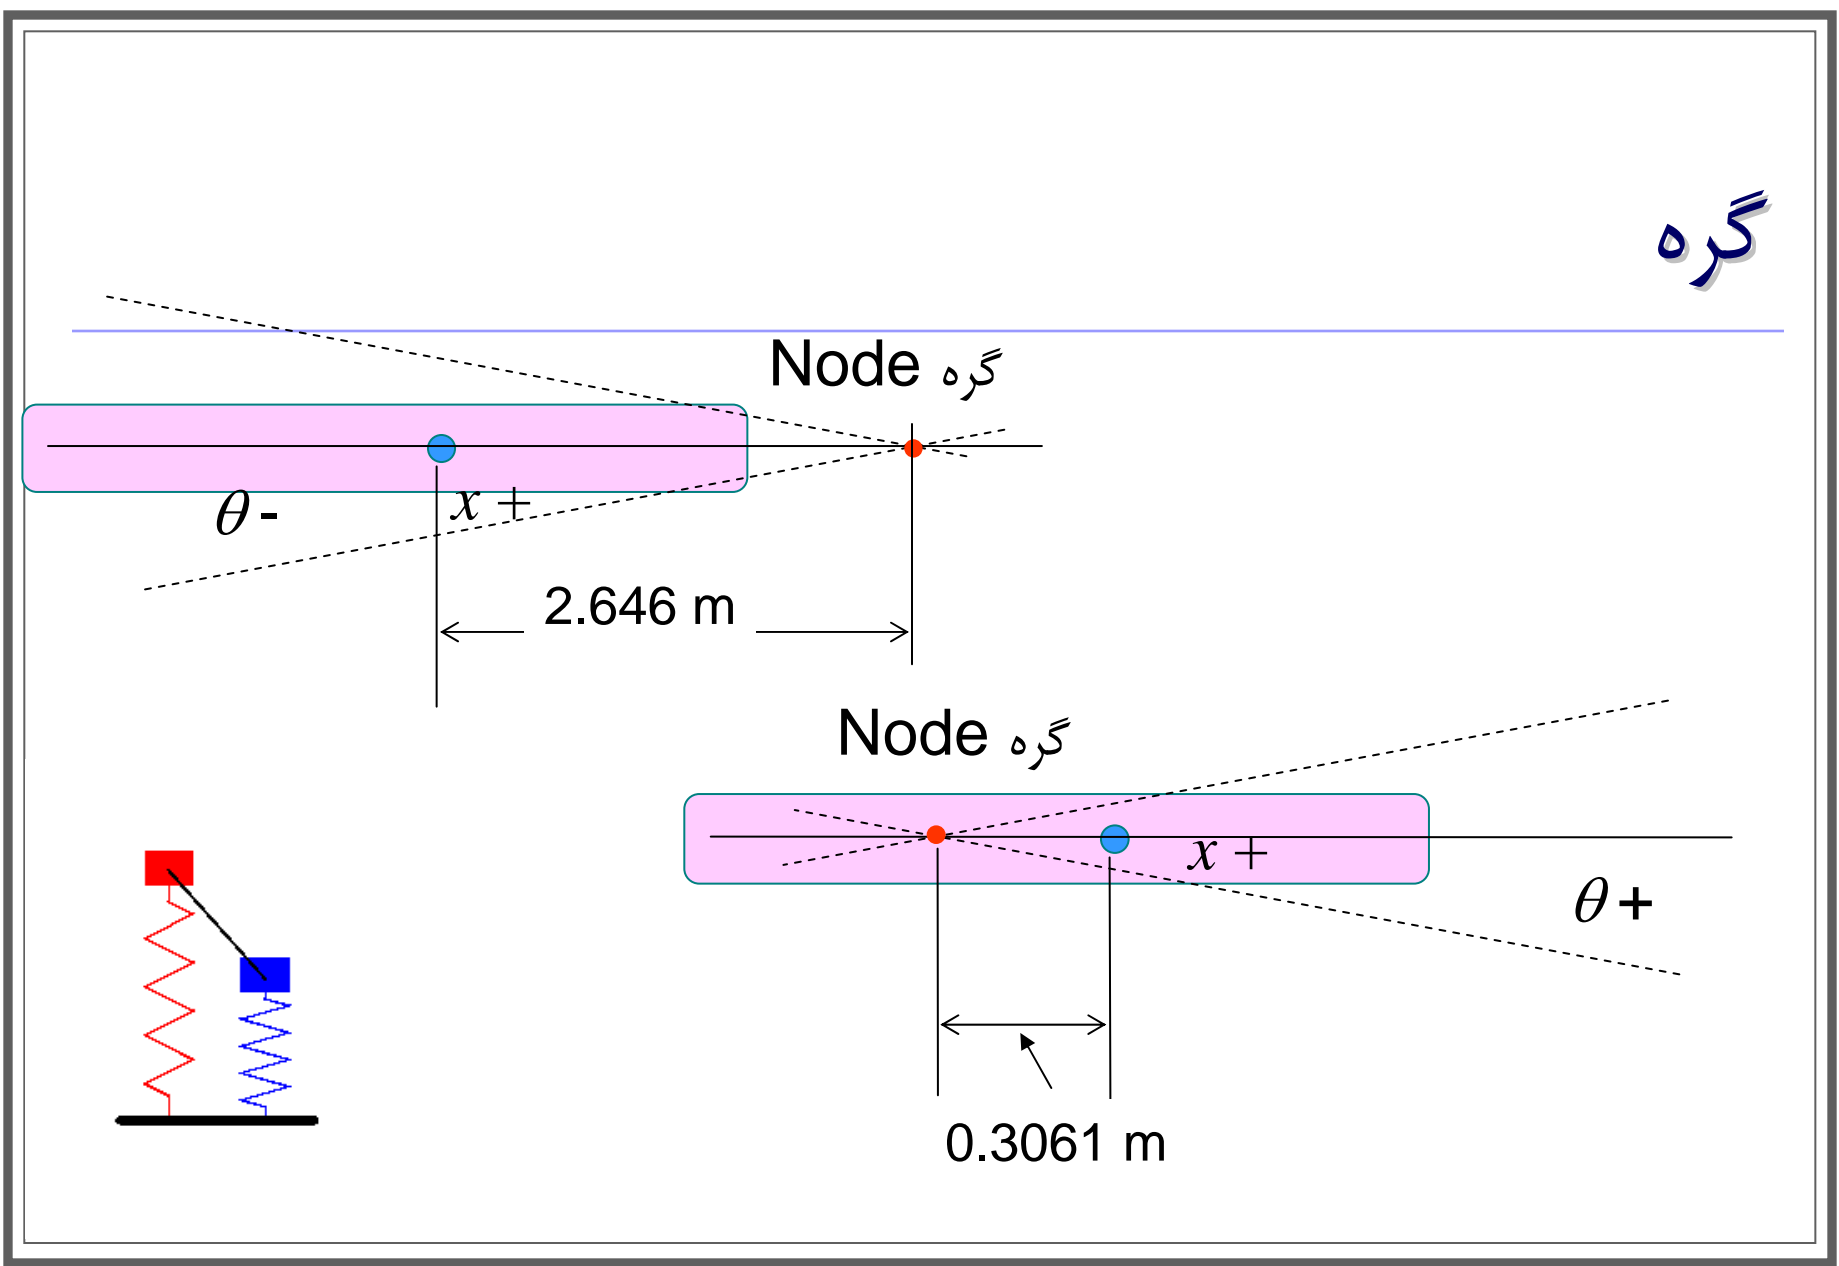 گره
Node گره
θ - x +
2.646 m
Node گره
x +
θ +
0.3061 m